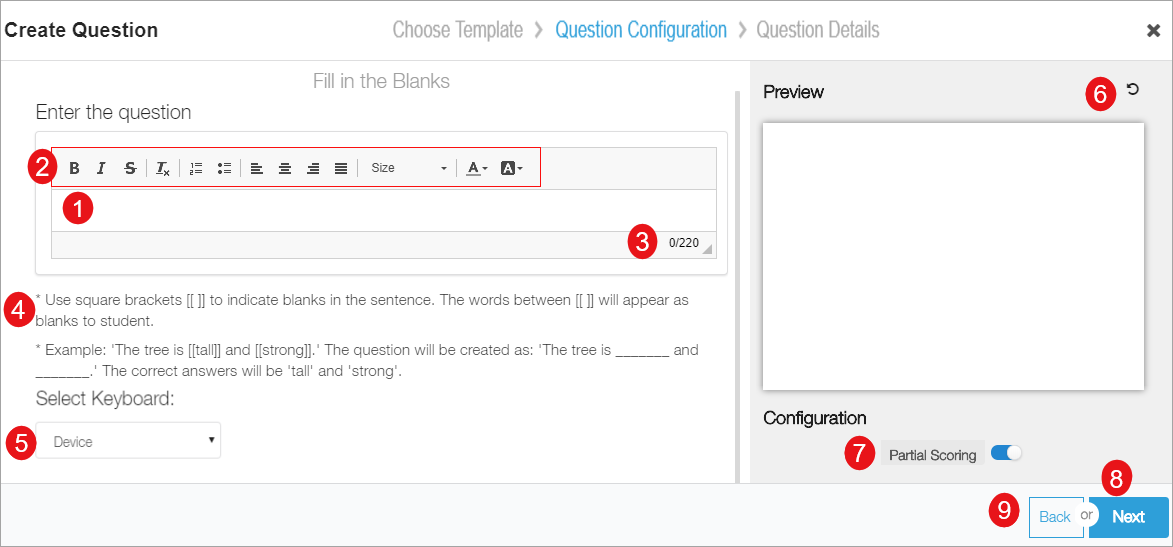 Create Question
Choose Template > Question Configuration > Question Details
Fill in the Blanks
Enter the question
2
B I S Tx Size A A
1
3 0/220
4
* Use square brackets [[ ]] to indicate blanks in the sentence. The words between [[ ]] will appear as
blanks to student.
* Example: 'The tree is [[tall]] and [[strong]].' The question will be created as: 'The tree is _______ and
_______.' The correct answers will be 'tall' and 'strong'.
Select Keyboard:
5 Device
Preview
6
Configuration
7 Partial Scoring
8
9 Back or Next